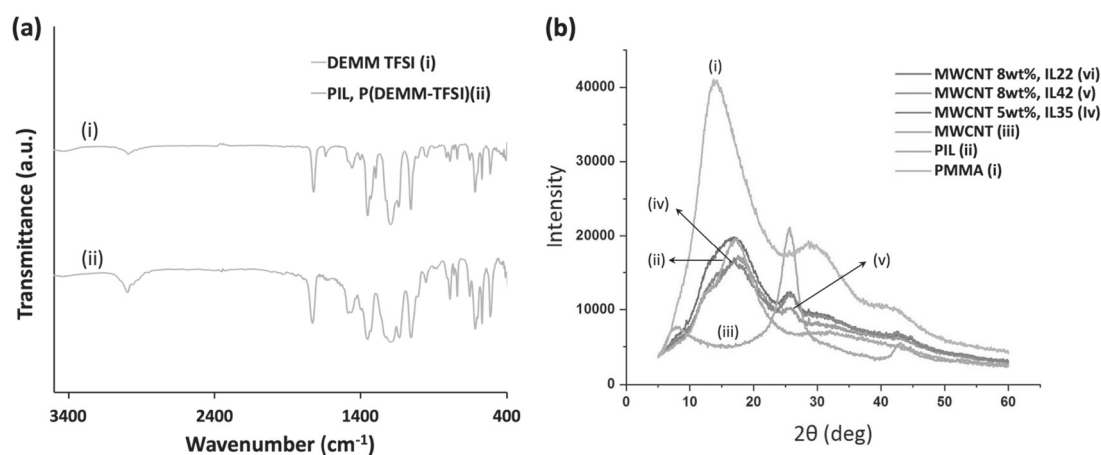 (a)
DEMM TFSI (i)
PIL, P(DEMM-TFSI)(ii)
(i)
(ii)
Transmittance (a.u.)
3400 2400 1400 400
Wavenumber (cm-1)
(b)
(i)
MWCNT 8wt%, IL22 (vi)
MWCNT 8wt%, IL42 (v)
MWCNT 5wt%, IL35 (Iv)
MWCNT (iii)
PIL (ii)
PMMA (i)
40000
30000
20000
10000
0
Intensity
(iv)
(ii)
(v)
(iii)
0 10 20 30 40 50 60
2θ (deg)